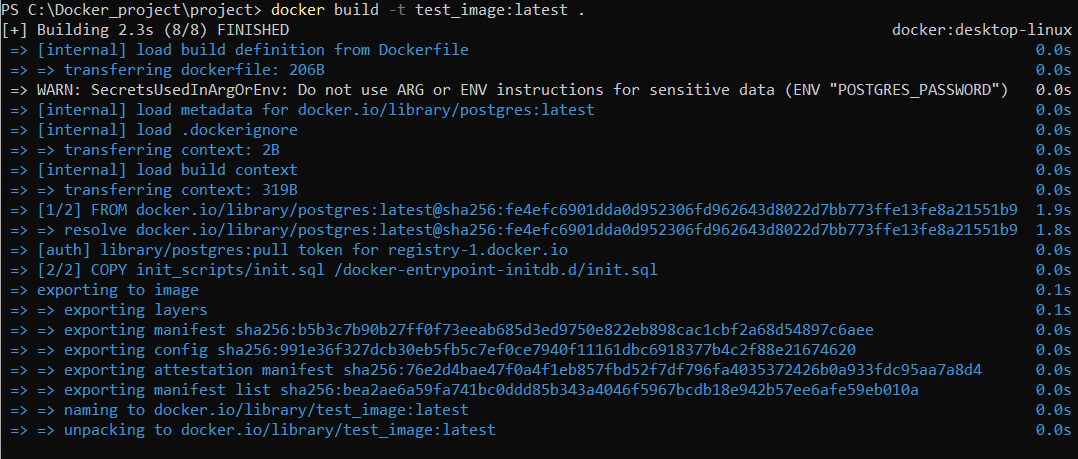 PS C:\Docker_project\project> docker build -t test_image:latest .
[+] Building 2.3s (8/8) FINISHED docker:desktop-linux
=> [internal] load build definition from Dockerfile 0.0s
=> => transferring dockerfile: 206B 0.0s
=> WARN: SecretsUsedInArgOrEnv: Do not use ARG or ENV instructions for sensitive data (ENV "POSTGRES_PASSWORD") 0.0s
=> [internal] load metadata for docker.io/library/postgres:latest 0.0s
=> [internal] load .dockerignore 0.0s
=> => transferring context: 2B 0.0s
=> [internal] load build context 0.0s
=> => transferring context: 319B 0.0s
=> [1/2] FROM docker.io/library/postgres:latest@sha256:fe4efc6901dda0d952306fd962643d8022d7bb773ffe13fe8a21551b9 1.9s
=> => resolve docker.io/library/postgres:latest@sha256:fe4efc6901dda0d952306fd962643d8022d7bb773ffe13fe8a21551b9 1.8s
=> [auth] library/postgres:pull token for registry-1.docker.io 0.0s
=> [2/2] COPY init_scripts/init.sql /docker-entrypoint-initdb.d/init.sql 0.0s
=> exporting to image 0.1s
=> => exporting layers 0.1s
=> => exporting manifest sha256:b5b3c7b90b27ff0f73eeab685d3ed9750e822eb898cac1cbf2a68d54897c6aee 0.0s
=> => exporting config sha256:991e36f327dcb30eb5fb5c7ef0ce7940f11161dbc6918377b4c2f88e21674620 0.0s
=> => exporting attestation manifest sha256:76e2d4bae47f0a4f1eb857fbd52f7df796fa4035372426b0a933fdc95aa7a8d4 0.0s
=> => exporting manifest list sha256:bea2ae6a59fa741bc0ddd85b343a4046f5967bcdb18e942b57ee6afe59eb010a 0.0s
=> => naming to docker.io/library/test_image:latest 0.0s
=> => unpacking to docker.io/library/test_image:latest 0.0s